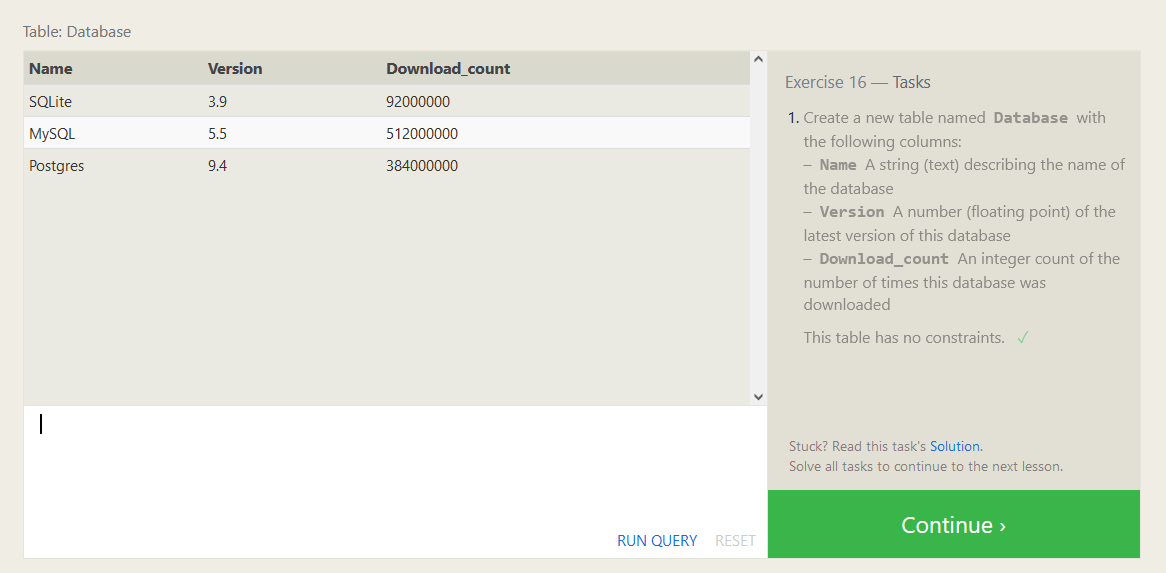 Table: Database
Name Version Download_count
SQLite 3.9 92000000
MySQL 5.5 512000000
Postgres 9.4 384000000
RUN QUERY RESET
Exercise 16 — Tasks
1. Create a new table named Database with
the following columns:
– Name A string (text) describing the name of
the database
– Version A number (floating point) of the
latest version of this database
– Download_count An integer count of the
number of times this database was
downloaded
This table has no constraints. ✓
Stuck? Read this task's Solution.
Solve all tasks to continue to the next lesson.
Continue ›